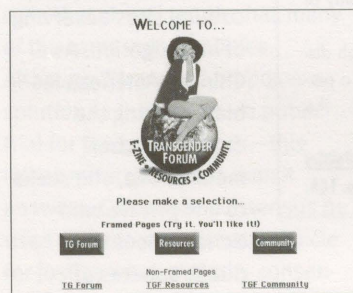 WELCOME TO...
TRANSGENDER
FORUM
E-ZINE • RESOURCES • COMMUNITY
Please make a selection...
Framed Pages (Try it. You'll like it!)
TG Forum Resources Community
Non-Framed Pages
TG Forum TGF Resources TGF Community